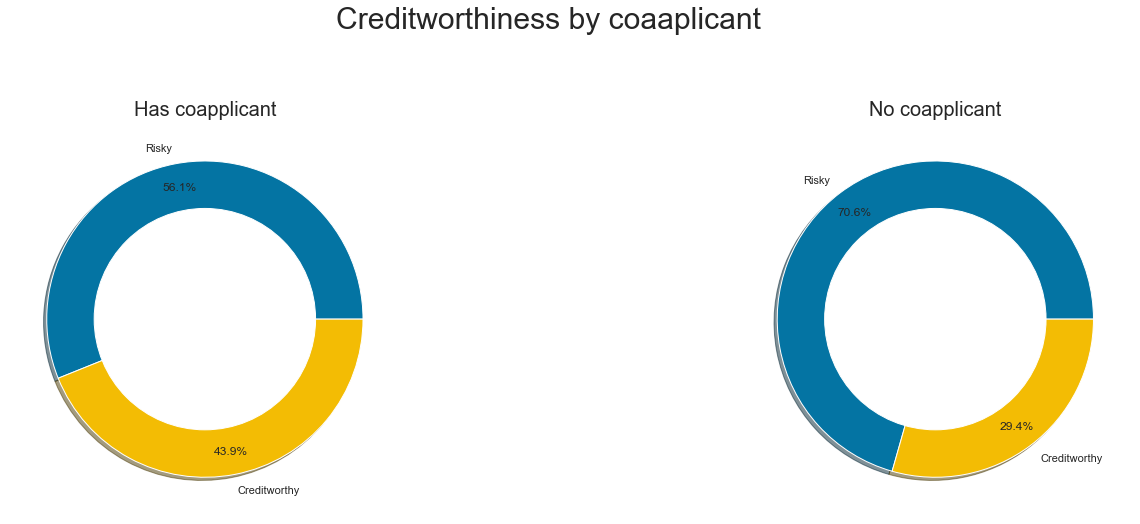 Creditworthiness by coaaplicant
Has coapplicant
Risky
56.1%
43.9%
Creditworthy
No coapplicant
Risky
70.6%
29.4%
Creditworthy